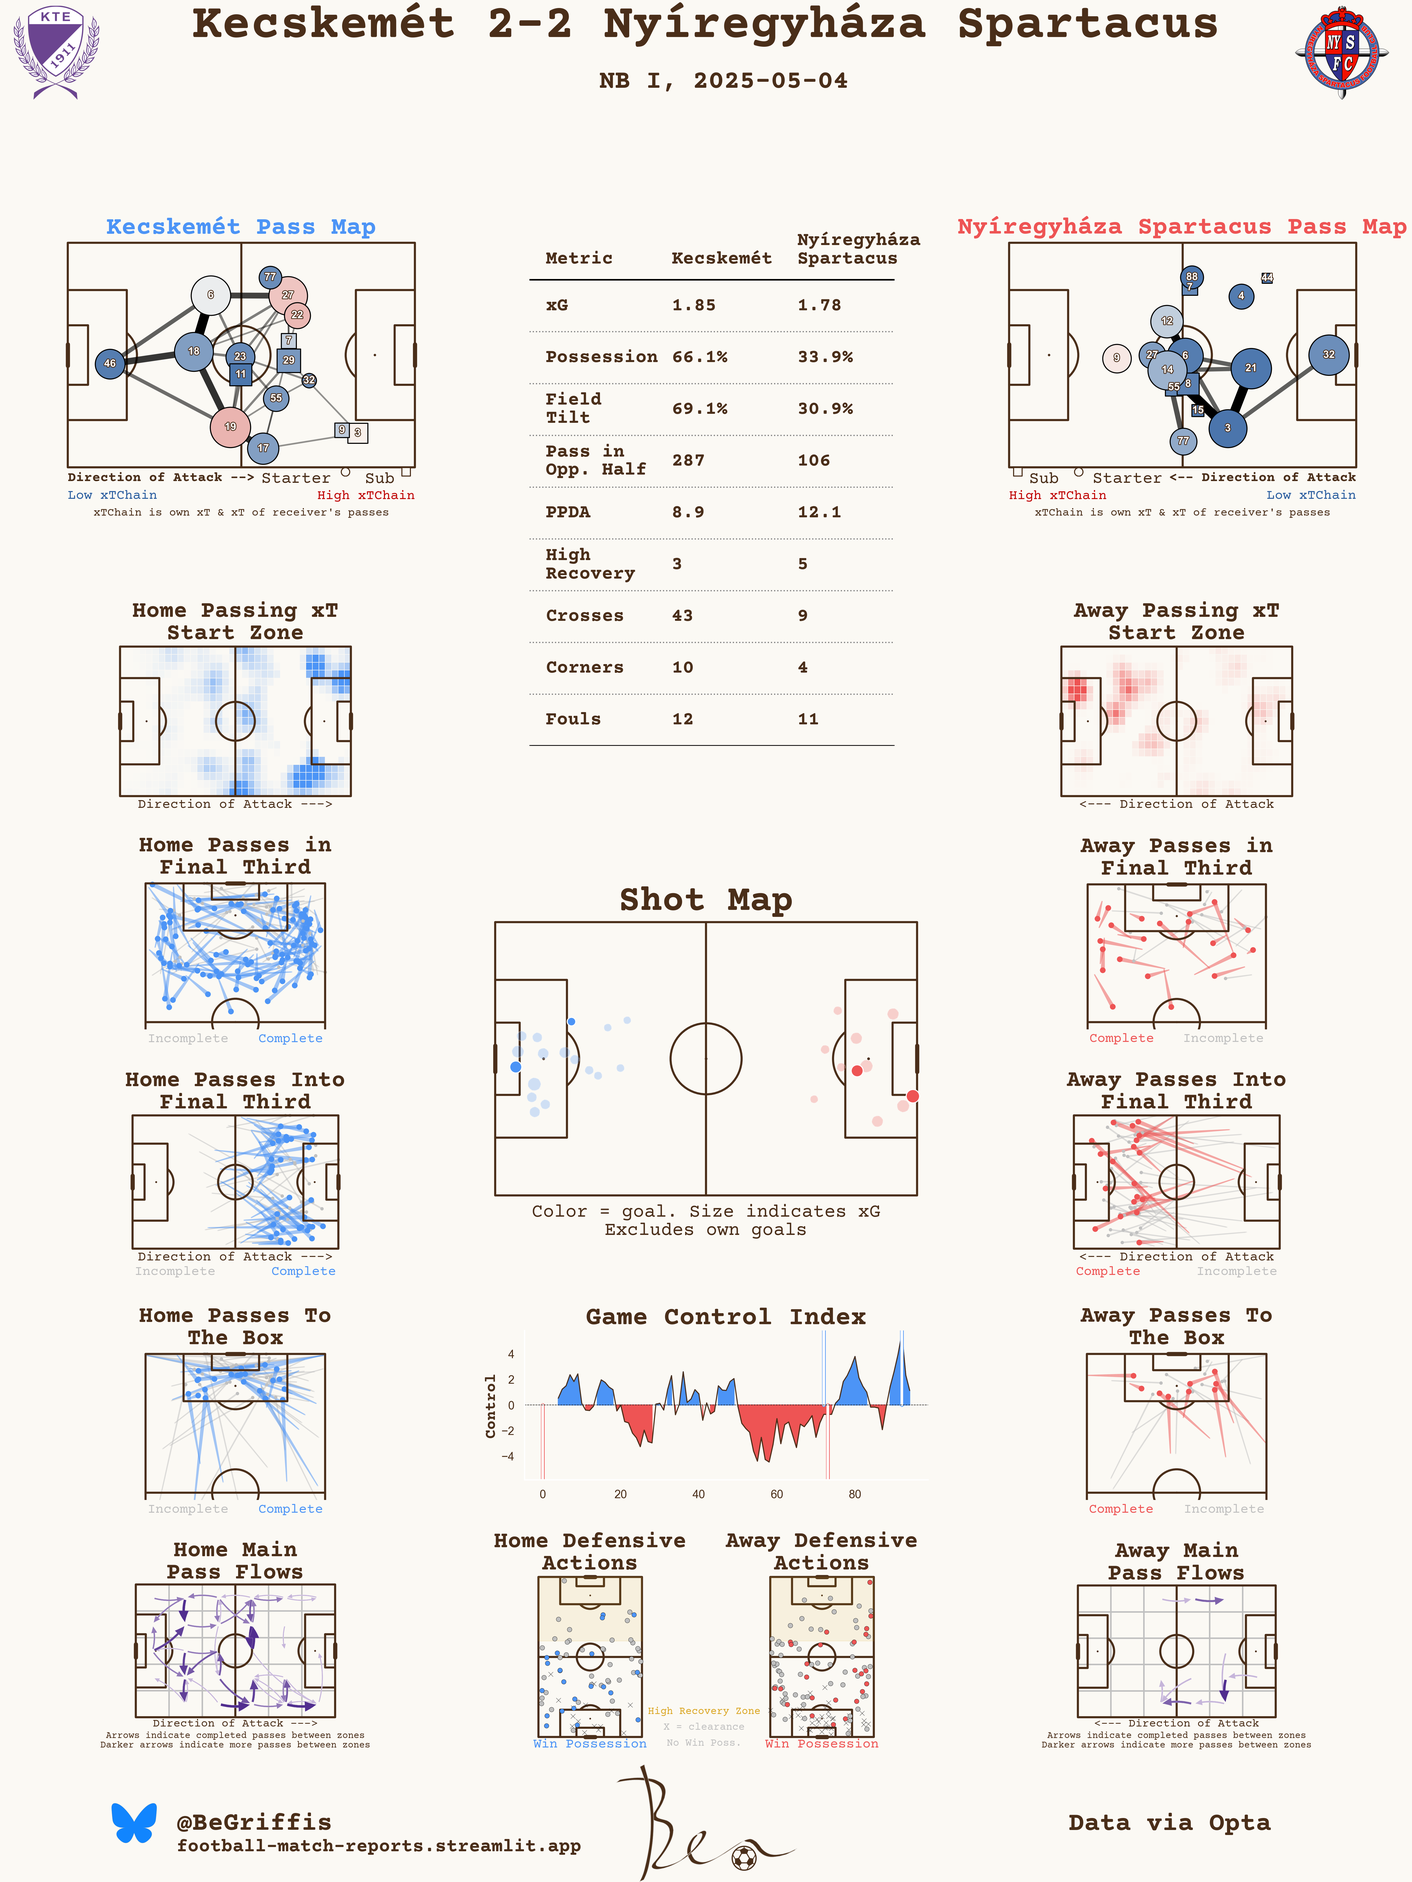 Kecskemét 2-2 Nyíregyháza Spartacus
NB I, 2025-05-04
KTE
1911
NY S
F C
Kecskemét Pass Map
77
6
27
22
7
18
23
29
46
11
32
55
19
9
3
17
Direction of Attack --> Starter Sub
Low xTChain High xTChain
xTChain is own xT & xT of receiver's passes
Metric Kecskemét Nyíregyháza
Spartacus
xG 1.85 1.78
Possession 66.1% 33.9%
Field
Tilt 69.1% 30.9%
Pass in
Opp. Half 287 106
PPDA 8.9 12.1
High
Recovery 3 5
Crosses 43 9
Corners 10 4
Fouls 12 11
Nyíregyháza Spartacus Pass Map
88
7
44
4
12
9
27
6
32
14
21
55
8
15
3
77
Sub Starter <-- Direction of Attack
High xTChain Low xTChain
xTChain is own xT & xT of receiver's passes
Home Passing xT
Start Zone
Direction of Attack --->
Away Passing xT
Start Zone
<--- Direction of Attack
Home Passes in
Final Third
Incomplete Complete
Away Passes in
Final Third
Complete Incomplete
Shot Map
Color = goal. Size indicates xG
Excludes own goals
Home Passes Into
Final Third
Direction of Attack --->
Incomplete Complete
Away Passes Into
Final Third
<--- Direction of Attack
Complete Incomplete
Home Passes To
The Box
Incomplete Complete
Game Control Index
Control
4
2
0
−2
−4
0 20 40 60 80
Away Passes To
The Box
Complete Incomplete
Home Main
Pass Flows
Direction of Attack --->
Arrows indicate completed passes between zones
Darker arrows indicate more passes between zones
Home Defensive
Actions
Win Possession
Away Defensive
Actions
Win Possession
High Recovery Zone
X = clearance
No Win Poss.
Away Main
Pass Flows
<--- Direction of Attack
Arrows indicate completed passes between zones
Darker arrows indicate more passes between zones
@BeGriffis
football-match-reports.streamlit.app
Ben
Data via Opta